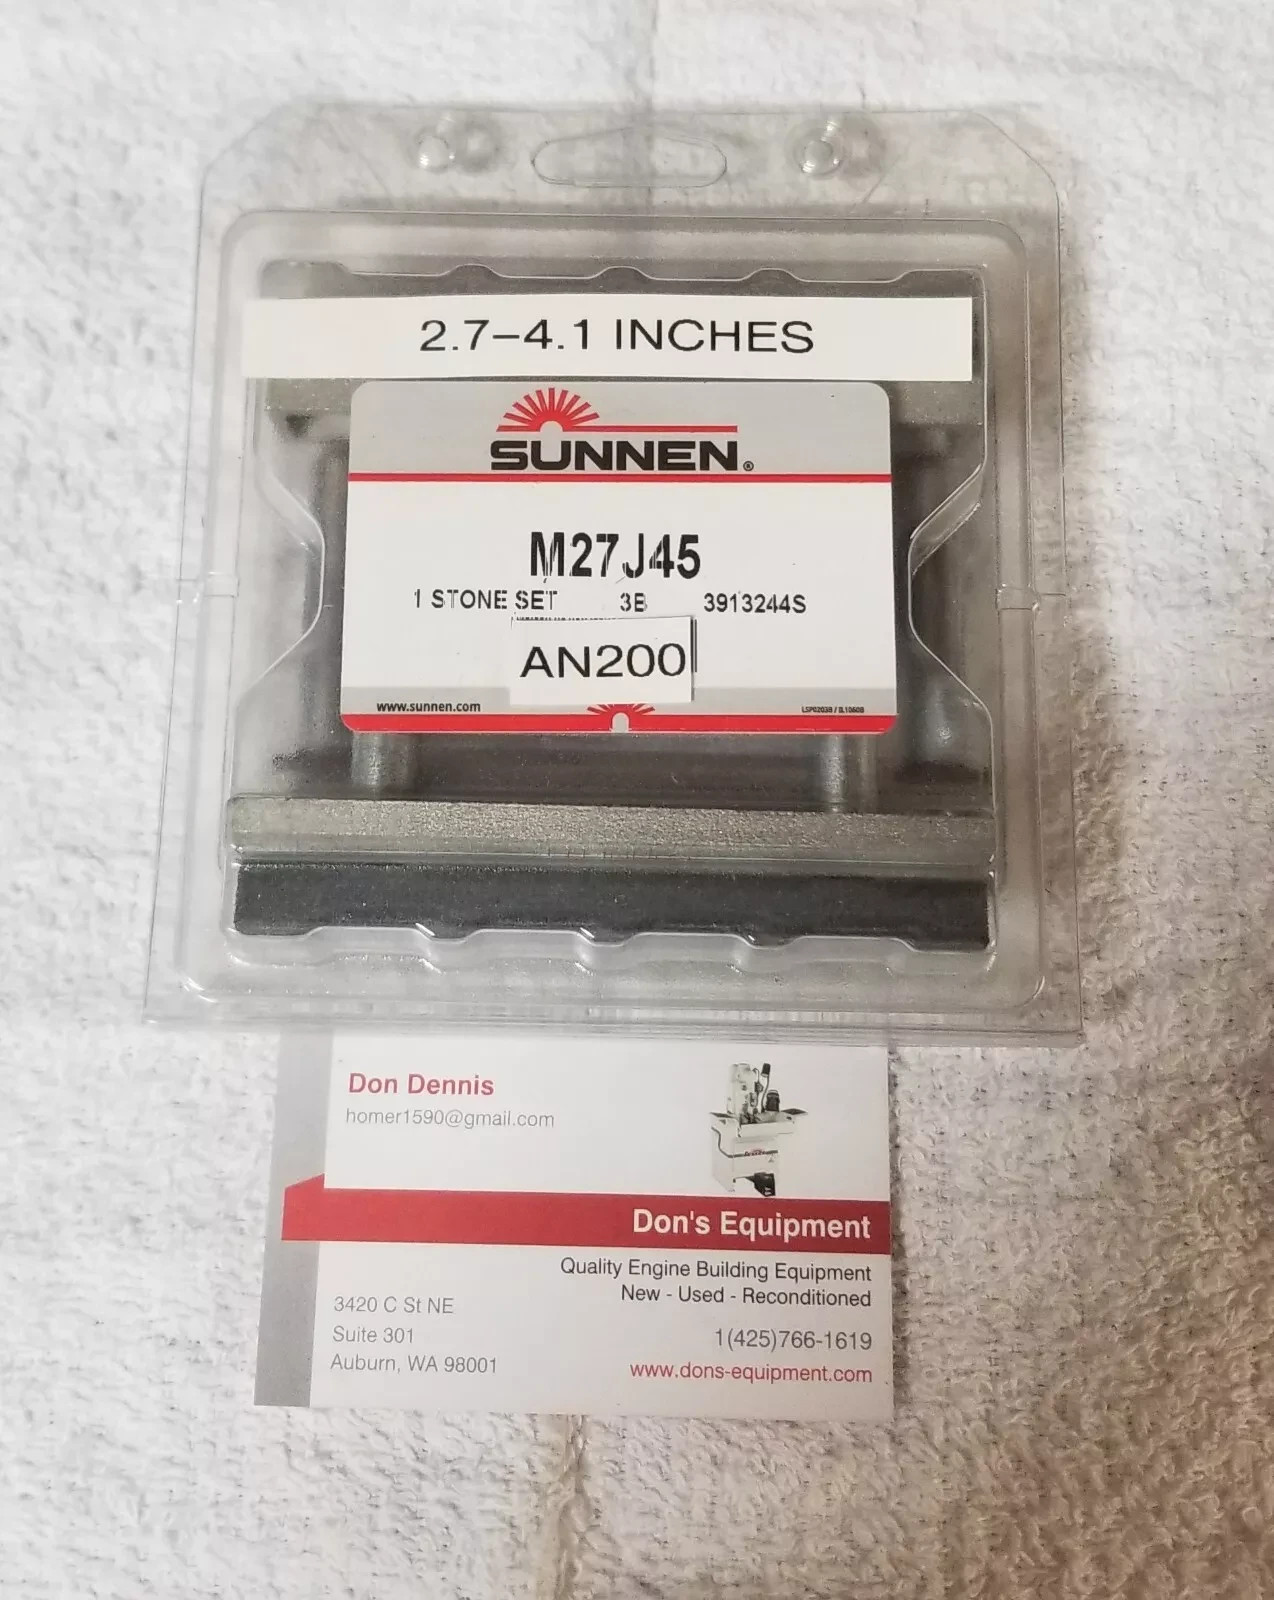 2.7–4.1 INCHES
SUNNEN®
M27J45
1 STONE SET 3B 3913244S
AN200
www.sunnen.com
Don Dennis
homer1590@gmail.com
Don's Equipment
Quality Engine Building Equipment
New - Used - Reconditioned
3420 C St NE
Suite 301
Auburn, WA 98001
1(425)766-1619
www.dons-equipment.com